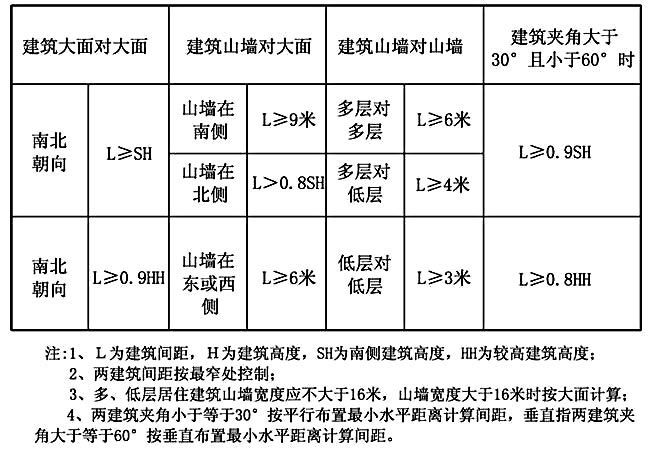 建筑大面对大面
建筑山墙对大面
建筑山墙对山墙
建筑夹角大于
30°且小于60°时
南北
朝向
L≥SH
山墙在
南侧
L≥9米
多层对
多层
L≥6米
L≥0.9SH
山墙在
北侧
L>0.8SH
多层对
低层
L≥4米
南北
朝向
L≥0.9HH
山墙在
东或西
侧
L≥6米
低层对
低层
L≥3米
L≥0.8HH
注:1、L为建筑间距，H为建筑高度，SH为南侧建筑高度，HH为较高建筑高度；
2、两建筑间距按最窄处控制；
3、多、低层居住建筑山墙宽度应不大于16米，山墙宽度大于16米时按大面计算；
4、两建筑夹角小于等于30°按平行布置最小水平距离计算间距，垂直指两建筑夹
角大于等于60°按垂直布置最小水平距离计算间距。